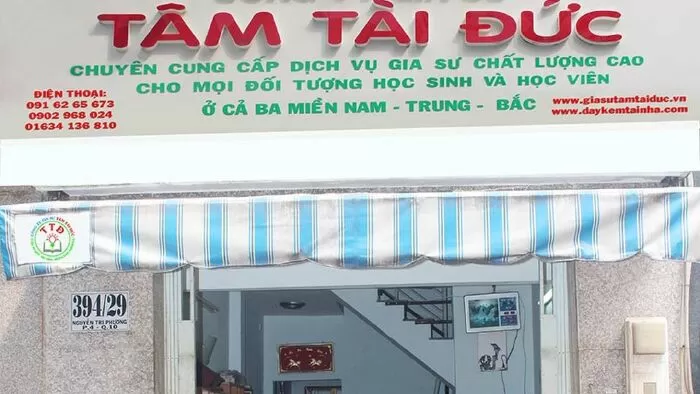 TÂM TÀI ĐỨC
CHUYÊN CUNG CẤP DỊCH VỤ GIA SƯ CHẤT LƯỢNG CAO
CHO MỌI ĐỐI TƯỢNG HỌC SINH VÀ HỌC VIÊN
Ở CẢ BA MIỀN NAM - TRUNG - BẮC
ĐIỆN THOẠI:
091 62 65 673
0902 968 024
01634 136 810
www.giasutamtaiduc.vn
www.daykemtainha.com
TTĐ
394/29
NGUYỄN TRI PHƯƠNG
P.4 - Q.10